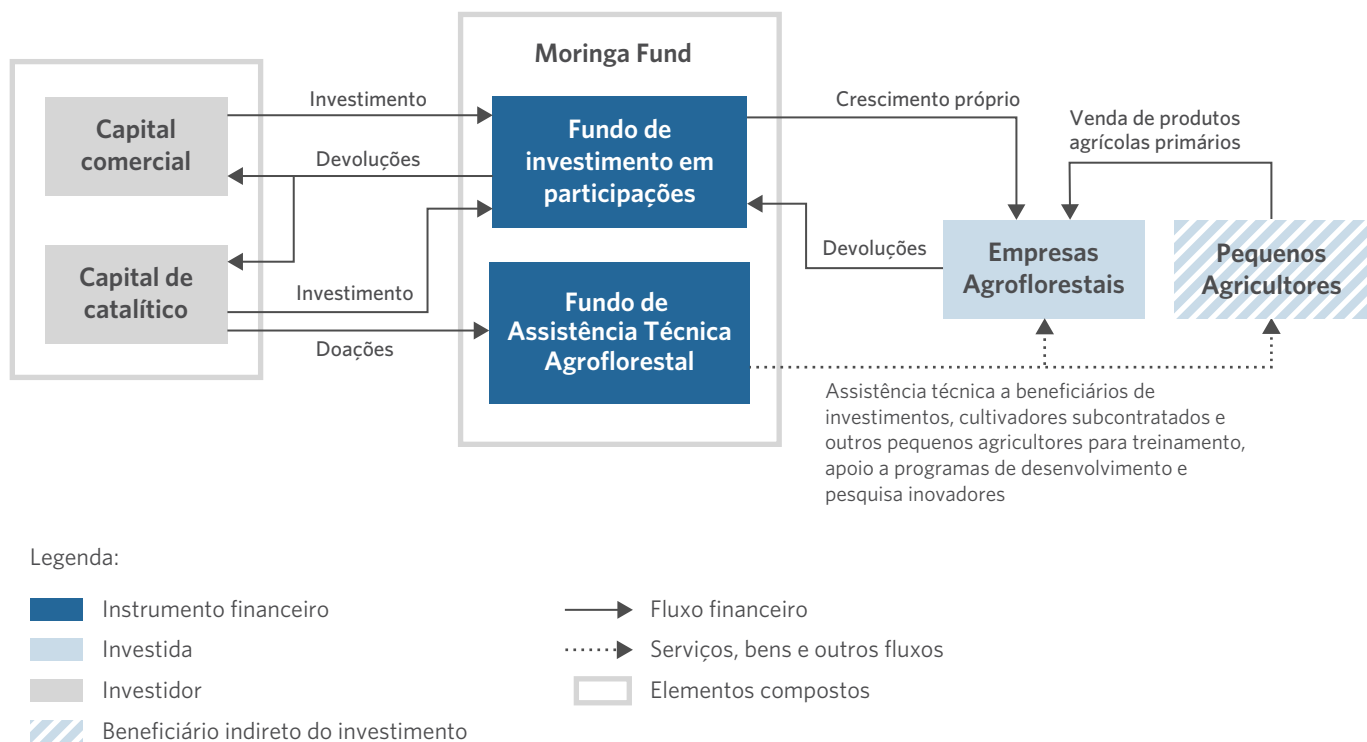 Moringa Fund
Capital
comercial
Capital de
catalítico
Investimento
Devoluções
Investimento
Doações
Fundo de
investimento em
participações
Fundo de
Assistência Técnica
Agroflorestal
Crescimento próprio
Devoluções
Venda de produtos
agrícolas primários
Empresas
Agroflorestais
Pequenos
Agricultores
Assistência técnica a beneficiários de
investimentos, cultivadores subcontratados e
outros pequenos agricultores para treinamento,
apoio a programas de desenvolvimento e
pesquisa inovadores
Legenda:
Instrumento financeiro
Investida
Investidor
Beneficiário indireto do investimento
Fluxo financeiro
Serviços, bens e outros fluxos
Elementos compostos